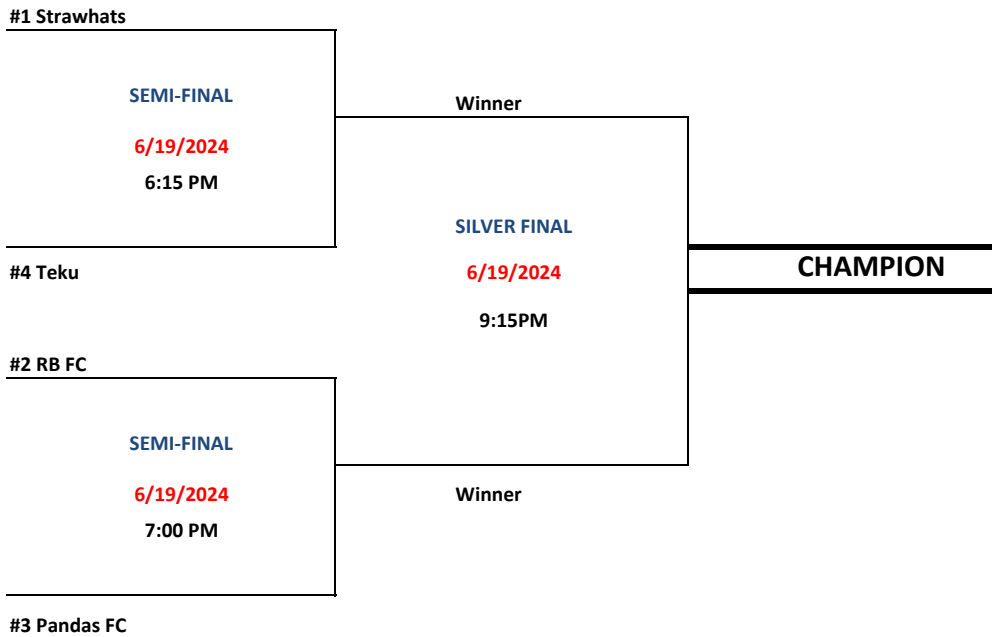 #1 Strawhats
SEMI-FINAL
6/19/2024
6:15 PM
#4 Teku
Winner
SILVER FINAL
6/19/2024
9:15PM
CHAMPION
#2 RB FC
SEMI-FINAL
6/19/2024
7:00 PM
#3 Pandas FC
Winner